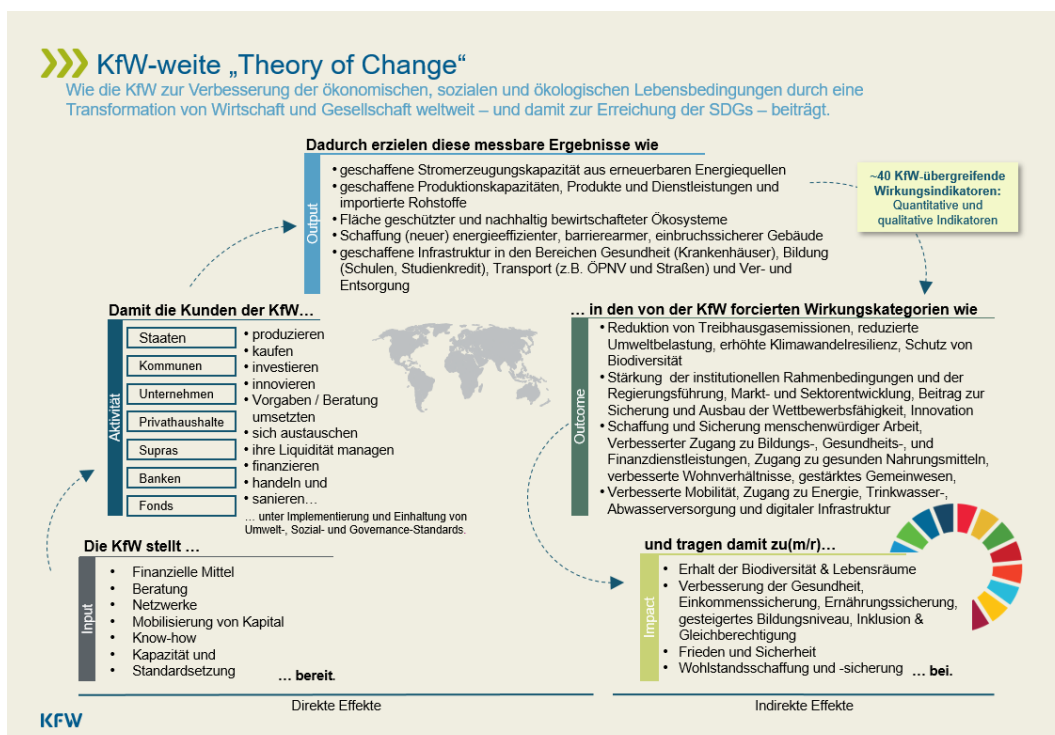 KfW-weite „Theory of Change“
Wie die KfW zur Verbesserung der ökonomischen, sozialen und ökologischen Lebensbedingungen durch eine
Transformation von Wirtschaft und Gesellschaft weltweit – und damit zur Erreichung der SDGs – beiträgt.
Dadurch erzielen diese messbare Ergebnisse wie
Output
• geschaffene Stromerzeugungskapazität aus erneuerbaren Energiequellen
• geschaffene Produktionskapazitäten, Produkte und Dienstleistungen und
importierte Rohstoffe
• Fläche geschützter und nachhaltig bewirtschafteter Ökosysteme
• Schaffung (neuer) energieeffizienter, barrierearmer, einbruchssicherer Gebäude
• geschaffene Infrastruktur in den Bereichen Gesundheit (Krankenhäuser), Bildung
(Schulen, Studienkredit), Transport (z.B. ÖPNV und Straßen) und Ver- und
Entsorgung
~40 KfW-übergreifende
Wirkungsindikatoren:
Quantitative und
qualitative Indikatoren
Damit die Kunden der KfW…
Aktivität
Staaten
Kommunen
Unternehmen
Privathaushalte
Supras
Banken
Fonds
• produzieren
• kaufen
• investieren
• innovieren
• Vorgaben / Beratung
umsetzten
• sich austauschen
• ihre Liquidität managen
• finanzieren
• handeln und
• sanieren…
… unter Implementierung und Einhaltung von
Umwelt-, Sozial- und Governance-Standards.
… in den von der KfW forcierten Wirkungskategorien wie
Outcome
• Reduktion von Treibhausgasemissionen, reduzierte
Umweltbelastung, erhöhte Klimawandelresilienz, Schutz von
Biodiversität
• Stärkung der institutionellen Rahmenbedingungen und der
Regierungsführung, Markt- und Sektorentwicklung, Beitrag zur
Sicherung und Ausbau der Wettbewerbsfähigkeit, Innovation
• Schaffung und Sicherung menschenwürdiger Arbeit,
Verbesserter Zugang zu Bildungs-, Gesundheits-, und
Finanzdienstleistungen, Zugang zu gesunden Nahrungsmitteln,
verbesserte Wohnverhältnisse, gestärktes Gemeinwesen,
• Verbesserte Mobilität, Zugang zu Energie, Trinkwasser-,
Abwasserversorgung und digitaler Infrastruktur
Die KfW stellt …
Input
• Finanzielle Mittel
• Beratung
• Netzwerke
• Mobilisierung von Kapital
• Know-how
• Kapazität und
• Standardsetzung
… bereit.
und tragen damit zu(m/r)…
Impact
• Erhalt der Biodiversität & Lebensräume
• Verbesserung der Gesundheit,
Einkommenssicherung, Ernährungssicherung,
gesteigertes Bildungsniveau, Inklusion &
Gleichberechtigung
• Frieden und Sicherheit
• Wohlstandsschaffung und -sicherung
… bei.
Direkte Effekte
Indirekte Effekte
KFW